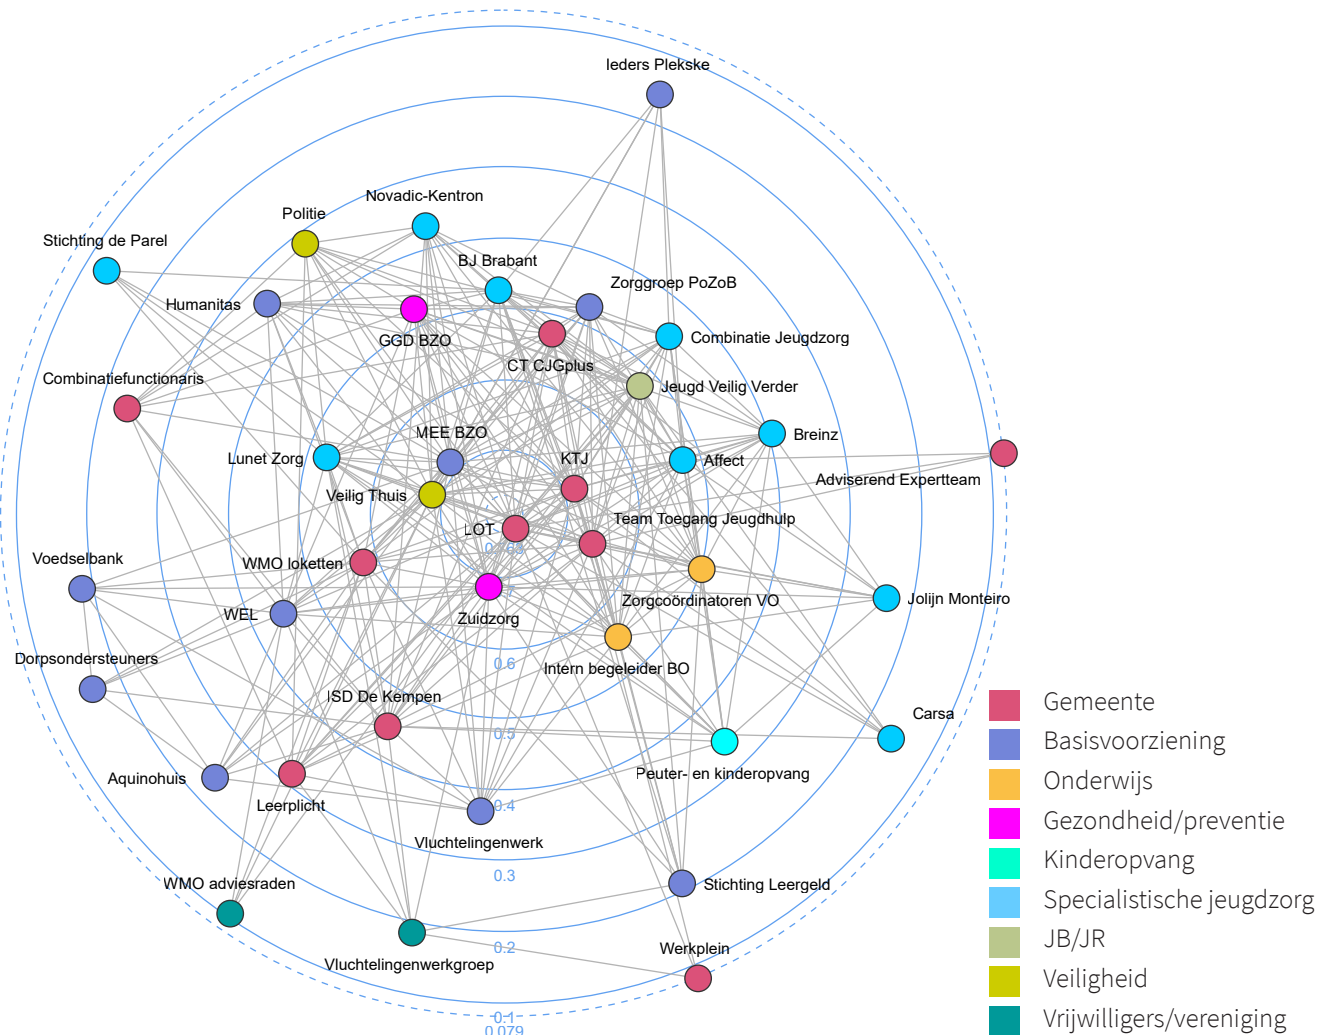 Ieders Plekske
Novadic-Kentron
Politie
Stichting de Parel
BJ Brabant
Zorggroep PoZoB
Humanitas
GGD BZO
CT CJGplus
Combinatie Jeugdzorg
Combinatiefunctionaris
Jeugd Veilig Verder
MEE BZO
Breinz
Lunet Zorg
KTJ
Affect
Adviserend Expertteam
Veilig Thuis
LOT
Team Toegang Jeugdhulp
Voedselbank
WMO loketten
Zorgcoördinatoren VO
Jolijn Monteiro
WEL
Zuidzorg
Dorpsondersteuners
0.6
Intern begeleider BO
ISD De Kempen
0.5
Carsa
Aquinohuis
Leerplicht
Peuter- en kinderopvang
0.4
Vluchtelingenwerk
0.3
WMO adviesraden
Stichting Leergeld
0.2
Werkplein
Vluchtelingenwerkgroep
0.1
0.079
Gemeente
Basisvoorziening
Onderwijs
Gezondheid/preventie
Kinderopvang
Specialistische jeugdzorg
JB/JR
Veiligheid
Vrijwilligers/vereniging